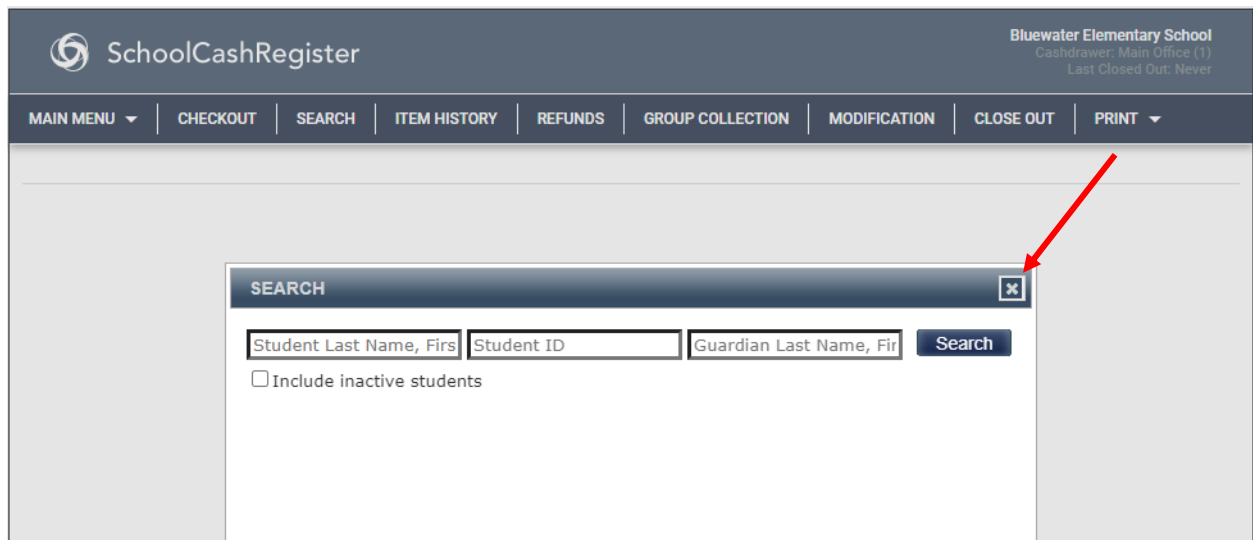 SchoolCashRegister
Bluewater Elementary School
Cashdrawer: Main Office (1)
Last Closed Out: Never
MAIN MENU CHECKOUT SEARCH ITEM HISTORY REFUNDS GROUP COLLECTION MODIFICATION CLOSE OUT PRINT
SEARCH
Student Last Name, Firs Student ID Guardian Last Name, Fir Search
Include inactive students